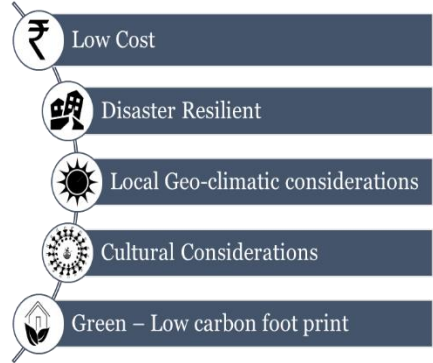 ₹ Low Cost
Disaster Resilient
Local Geo-climatic considerations
Cultural Considerations
Green – Low carbon foot print